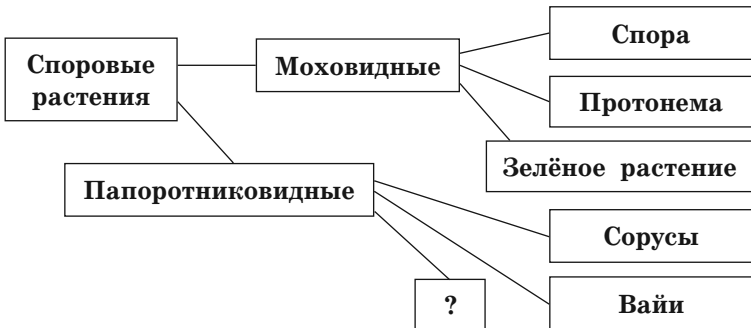 Споровые
растения
Моховидные
Спора
Протонема
Зелёное растение
Папоротниковидные
Сорусы
Вайи
?